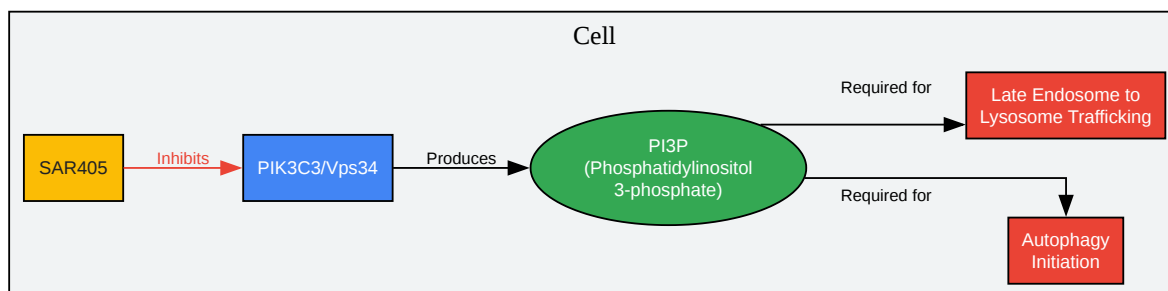 Cell
SAR405
Inhibits
PIK3C3/Vps34
Produces
PI3P
(Phosphatidylinositol
3-phosphate)
Required for
Late Endosome to
Lysosome Trafficking
Required for
Autophagy
Initiation